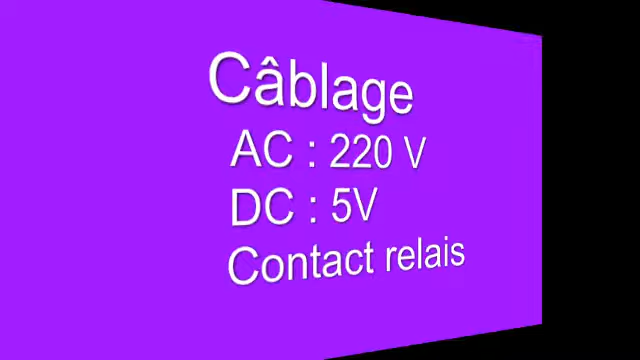 Câblage
AC : 220 V
DC : 5V
Contact relais